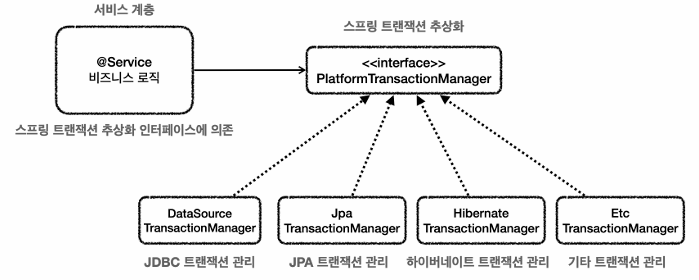 서비스 계층
스프링 트랜잭션 추상화
@Service
비즈니스 로직
<<interface>>
PlatformTransactionManager
스프링 트랜잭션 추상화 인터페이스에 의존
DataSource
TransactionManager
Jpa
TransactionManager
Hibernate
TransactionManager
Etc
TransactionManager
JDBC 트랜잭션 관리
JPA 트랜잭션 관리
하이버네이트 트랜잭션 관리
기타 트랜잭션 관리